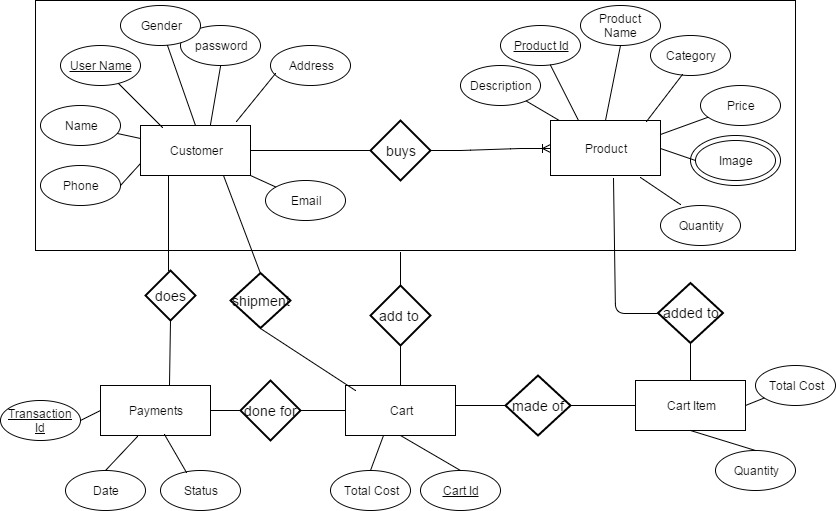 Gender
Product
Name
password
Product Id
Category
User Name
Address
Description
Price
Name
Customer
buys
Product
Image
Phone
Email
Quantity
does
shipment
add to
added to
Total Cost
Transaction
Id
Payments
done for
Cart
made of
Cart Item
Quantity
Date
Status
Total Cost
Cart Id